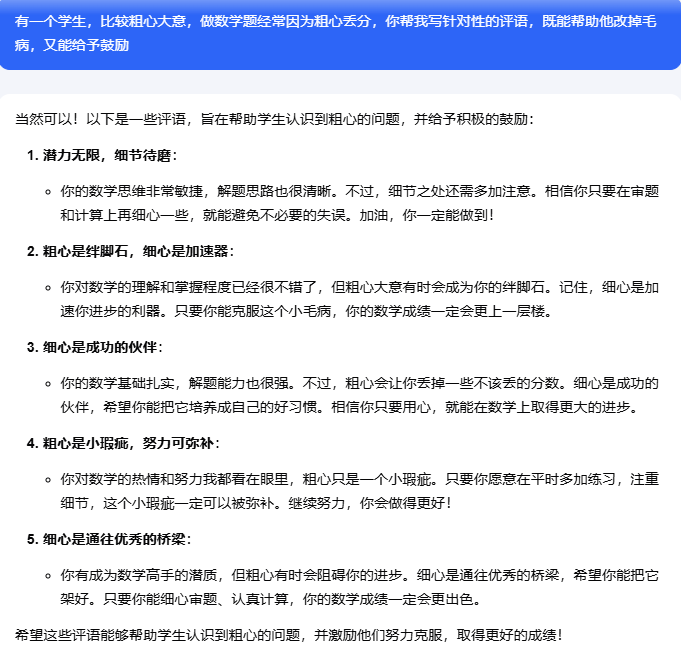 有一个学生，比较粗心大意，做数学题经常因为粗心丢分，你帮我写针对性的评语，既能帮助他改掉毛
病，又能给予鼓励
当然可以！以下是一些评语，旨在帮助学生认识到粗心的问题，并给予积极的鼓励：
1. 潜力无限，细节待磨：
◦ 你的数学思维非常敏捷，解题思路也很清晰。不过，细节之处还需多加注意。相信你只要在审题
和计算上再细心一些，就能避免不必要的失误。加油，你一定能做到！
2. 粗心是绊脚石，细心是加速器：
◦ 你对数学的理解和掌握程度已经很不错了，但粗心大意有时会成为你的绊脚石。记住，细心是加
速你进步的利器。只要你能克服这个小毛病，你的数学成绩一定会更上一层楼。
3. 细心是成功的伙伴：
◦ 你的数学基础扎实，解题能力也很强。不过，粗心会让你丢掉一些不该丢的分数。细心是成功的
伙伴，希望你能把它培养成自己的好习惯。相信你只要用心，就能在数学上取得更大的进步。
4. 粗心是小瑕疵，努力可弥补：
◦ 你对数学的热情和努力我都看在眼里，粗心只是一个小瑕疵。只要你愿意在平时多加练习，注重
细节，这个小瑕疵一定可以被弥补。继续努力，你会做得更好！
5. 细心是通往优秀的桥梁：
◦ 你有成为数学高手的潜质，但粗心有时会阻碍你的进步。细心是通往优秀的桥梁，希望你能把它
架好。只要你能细心审题、认真计算，你的数学成绩一定会更出色。
希望这些评语能够帮助学生认识到粗心的问题，并激励他们努力克服，取得更好的成绩！